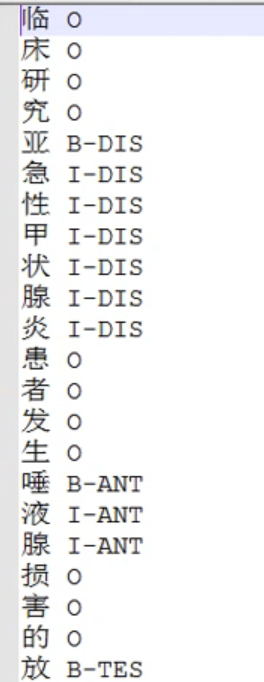 临 O
床 O
研 O
究 O
亚 B-DIS
急 I-DIS
性 I-DIS
甲 I-DIS
状 I-DIS
腺 I-DIS
炎 I-DIS
患 O
者 O
发 O
生 O
唾 B-ANT
液 I-ANT
腺 I-ANT
损 O
害 O
的 O
放 B-TES